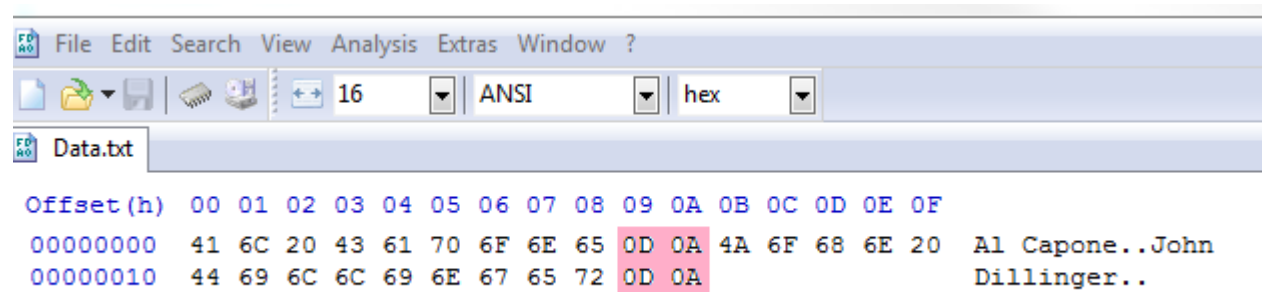 File Edit Search View Analysis Extras Window ?
16 ANSI hex
Data.txt
Offset(h) 00 01 02 03 04 05 06 07 08 09 0A 0B 0C 0D 0E 0F
00000000 41 6C 20 43 61 70 6F 6E 65 0D 0A 4A 6F 68 6E 20 Al Capone..John
00000010 44 69 6C 6C 69 6E 67 65 72 0D 0A Dillinger..